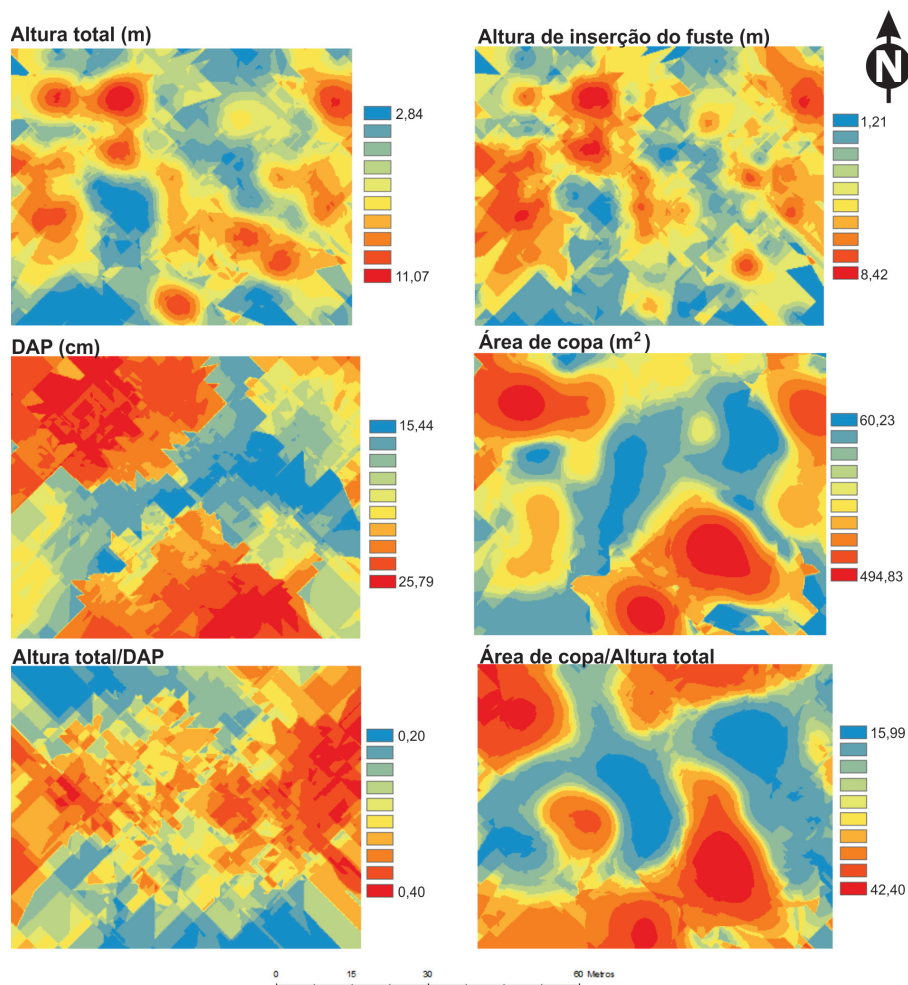 Altura total (m)
2,84
11,07
Altura de inserção do fuste (m)
1,21
8,42
N
DAP (cm)
15,44
25,79
Área de copa (m²)
60,23
494,83
Altura total/DAP
0,20
0,40
Área de copa/Altura total
15,99
42,40
0 15 30 60 Metros